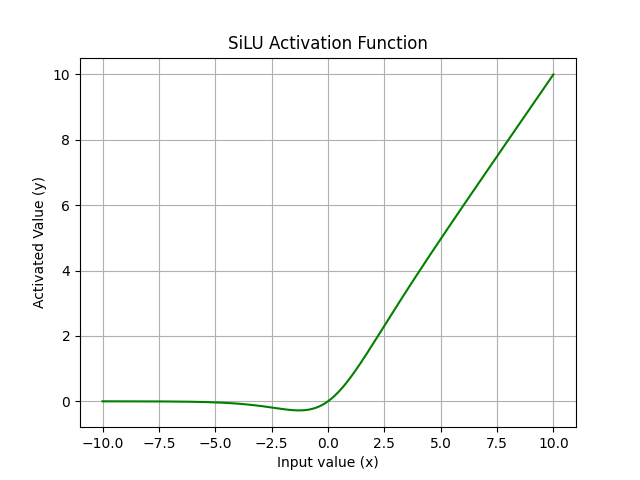 SiLU Activation Function
10
8
6
4
2
0
Activated Value (y)
−10.0 −7.5 −5.0 −2.5 0.0 2.5 5.0 7.5 10.0
Input value (x)